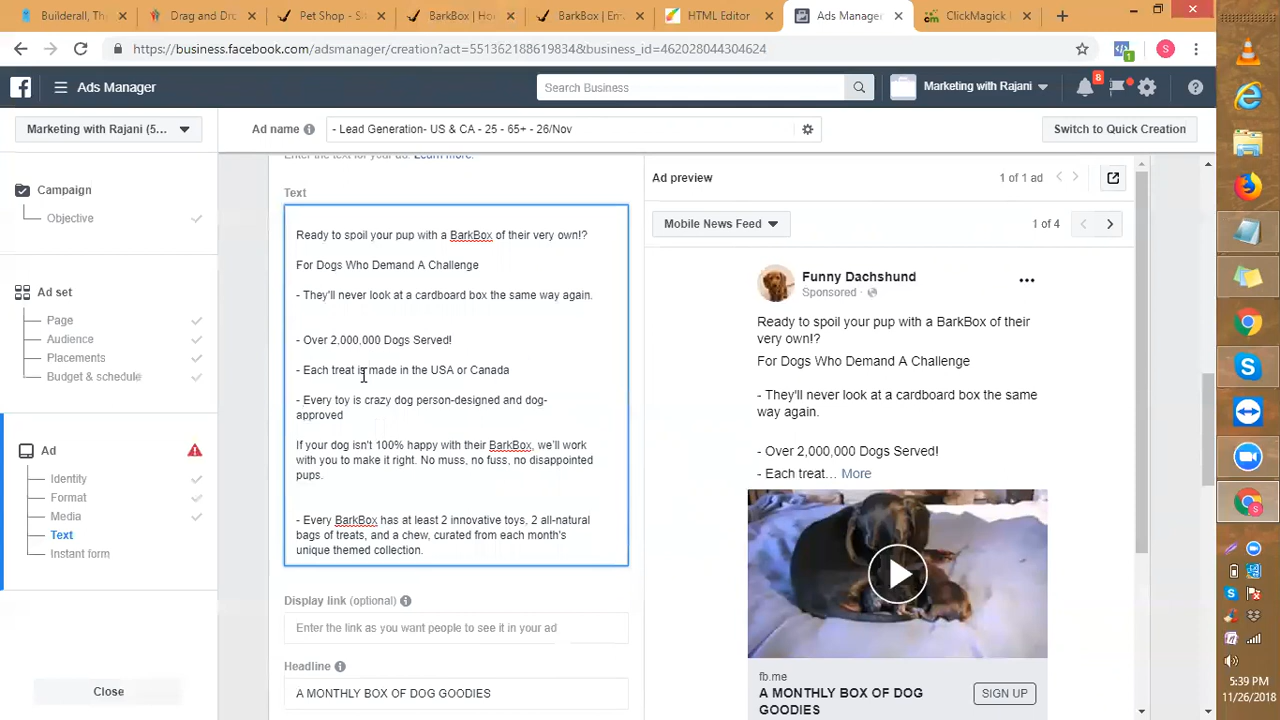 Builderall, Th
Drag and Dro
Pet Shop - Sk
BarkBox | Ho
BarkBox | Em
HTML Editor
Ads Manager
ClickMagick |
https://business.facebook.com/adsmanager/creation?act=551362188619834&business_id=462028044304624
S
1
Ads Manager
Search Business
Marketing with Rajani
8
Marketing with Rajani (5...
Ad name
- Lead Generation- US & CA - 25 - 65+ - 26/Nov
Switch to Quick Creation
Campaign
Objective
Ad set
Page
Audience
Placements
Budget & schedule
Ad
Identity
Format
Media
Text
Instant form
Close
Enter the text for your ad. Learn more.
Text
Ready to spoil your pup with a BarkBox of their very own!?
For Dogs Who Demand A Challenge
- They'll never look at a cardboard box the same way again.
- Over 2,000,000 Dogs Served!
- Each treat is made in the USA or Canada
- Every toy is crazy dog person-designed and dog-
approved
If your dog isn't 100% happy with their BarkBox, we'll work
with you to make it right. No muss, no fuss, no disappointed
pups.
- Every BarkBox has at least 2 innovative toys, 2 all-natural
bags of treats, and a chew, curated from each month's
unique themed collection.
Display link (optional)
Enter the link as you want people to see it in your ad
Headline
A MONTHLY BOX OF DOG GOODIES
Ad preview
1 of 1 ad
Mobile News Feed
1 of 4
Funny Dachshund
Sponsored ·
Ready to spoil your pup with a BarkBox of their
very own!?
For Dogs Who Demand A Challenge
- They'll never look at a cardboard box the same
way again.
- Over 2,000,000 Dogs Served!
- Each treat… More
fb.me
A MONTHLY BOX OF DOG
GOODIES
SIGN UP
5:39 PM
11/26/2018